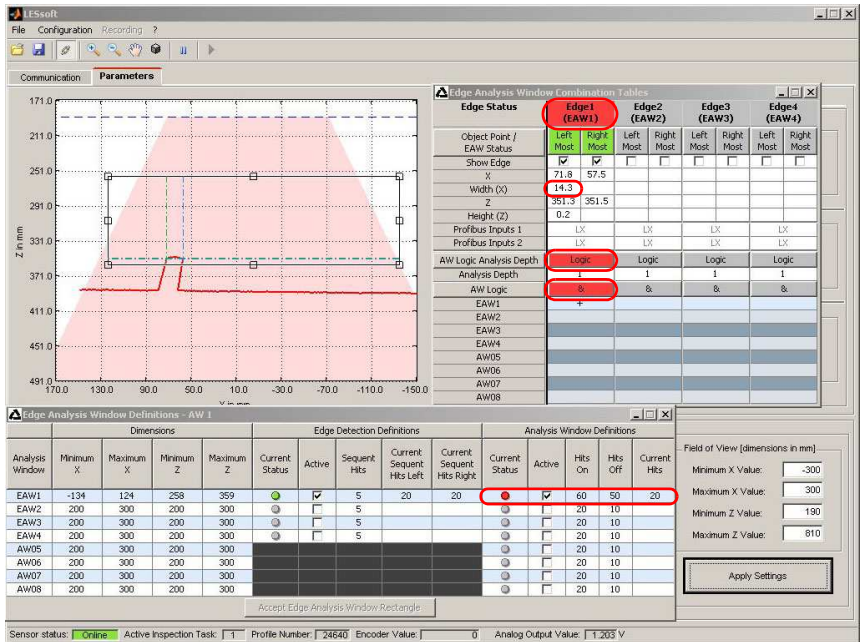 LESsoft
File Configuration Recording ?
Communication Parameters
171.0
211.0
251.0
291.0
331.0
371.0
411.0
451.0
491.0
Z in mm
170.0 130.0 90.0 50.0 10.0 -30.0 -70.0 -110.0 -150.0
Edge Analysis Window Combination Tables
Edge Status Edge1 (EAW1) Edge2 (EAW2) Edge3 (EAW3) Edge4 (EAW4)
Object Point / EAW Status Left Most Right Most Left Most Right Most Left Most Right Most Left Most Right Most
Show Edge
X 71.8 57.5
Width (X) 14.3
Z 351.3 351.5
Height (Z) 0.2
Profibus Inputs 1 LX LX LX LX
Profibus Inputs 2 LX LX LX LX
AW Logic Analysis Depth Logic Logic Logic Logic
Analysis Depth 1 1 1 1
AW Logic & & & &
EAW1 +
EAW2
EAW3
EAW4
AW05
AW06
AW07
AW08
Edge Analysis Window Definitions - AW 1
Dimensions Edge Detection Definitions Analysis Window Definitions
Analysis Window Minimum X Maximum X Minimum Z Maximum Z Current Status Active Sequent Hits Current Sequent Hits Left Current Sequent Hits Right Current Status Active Hits On Hits Off Current Hits
EAW1 -134 124 258 359 5 20 20 60 50 20
EAW2 200 300 200 300 5 20 10
EAW3 200 300 200 300 5 20 10
EAW4 200 300 200 300 5 20 10
AW05 200 300 200 300 20 10
AW06 200 300 200 300 20 10
AW07 200 300 200 300 20 10
AW08 200 300 200 300 20 10
Accept Edge Analysis Window Rectangle
Field of View [dimensions in mm]
Minimum X Value: -300
Maximum X Value: 300
Minimum Z Value: 190
Maximum Z Value: 810
Apply Settings
Sensor status: Online Active Inspection Task: 1 Profile Number: 24640 Encoder Value: 0 Analog Output Value: 1.203 V